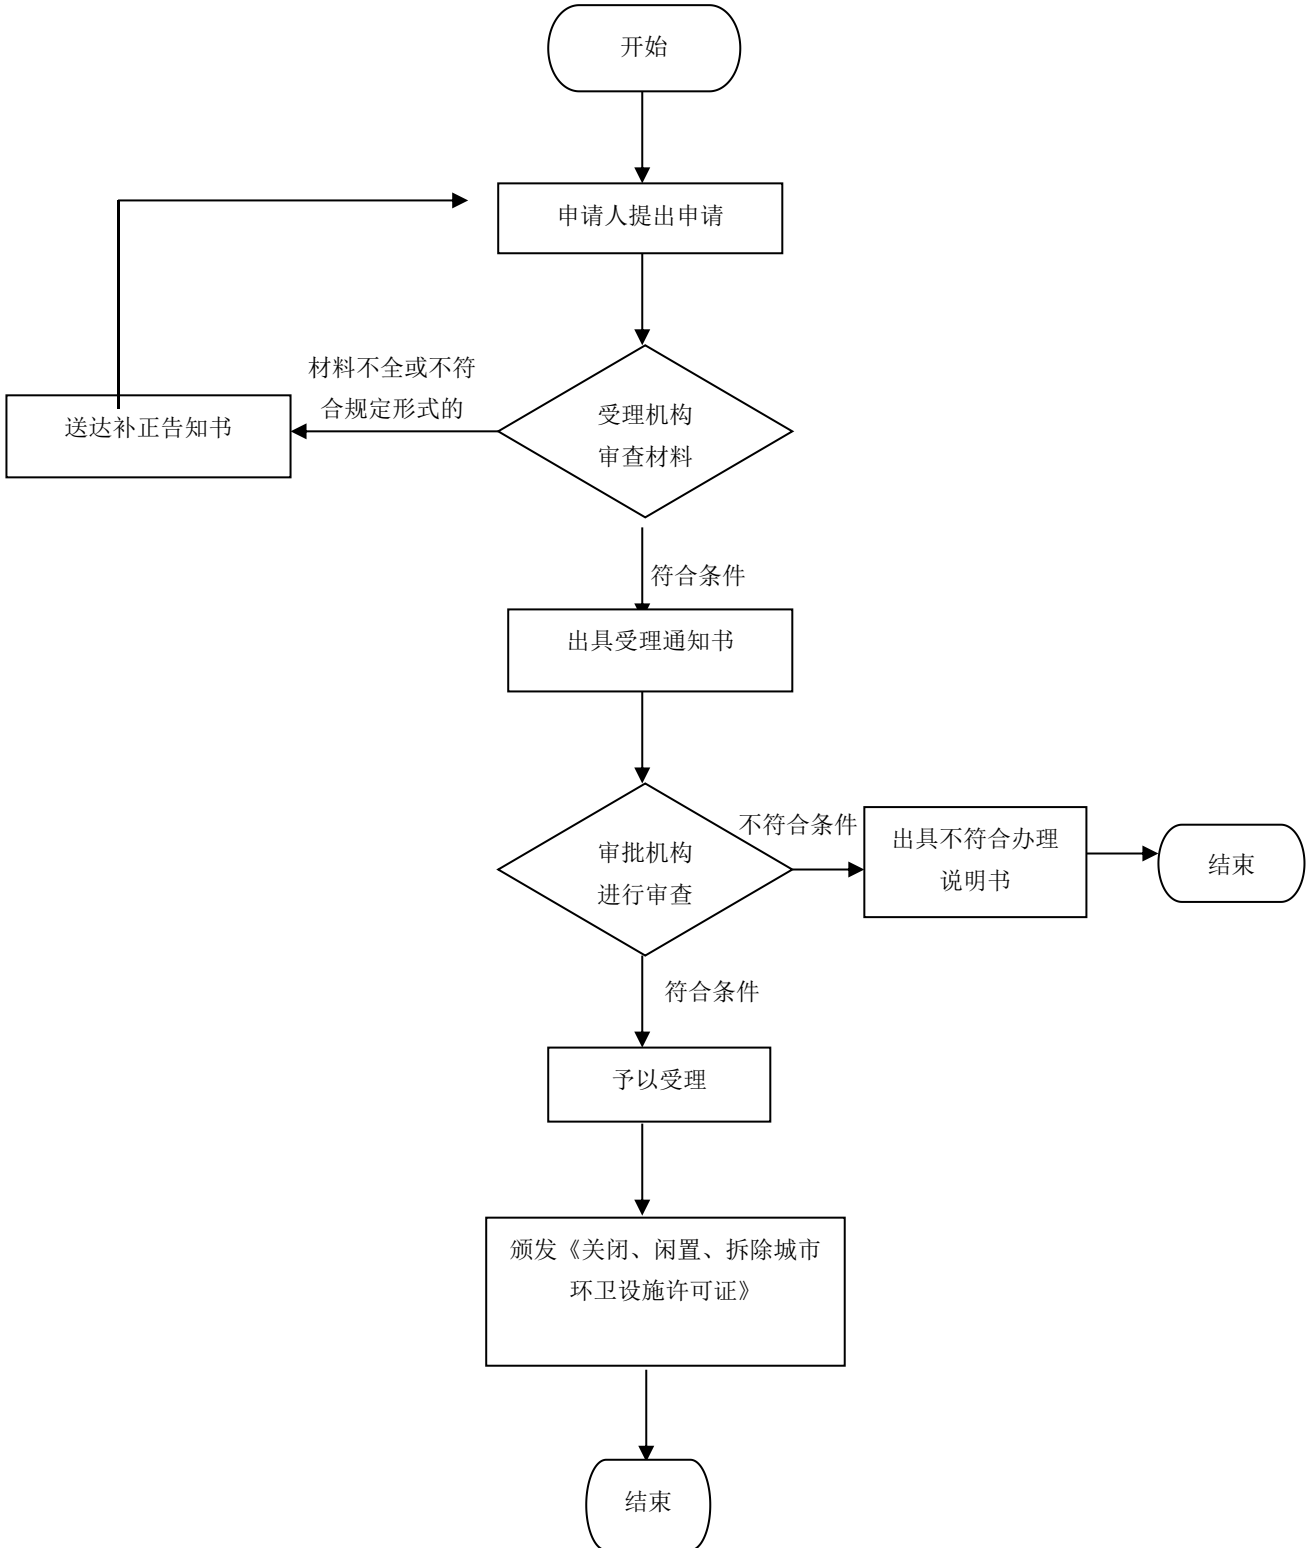 开始
申请人提出申请
材料不全或不符
合规定形式的
送达补正告知书
受理机构
审查材料
符合条件
出具受理通知书
审批机构
进行审查
不符合条件
出具不符合办理
说明书
结束
符合条件
予以受理
颁发《关闭、闲置、拆除城市
环卫设施许可证》
结束